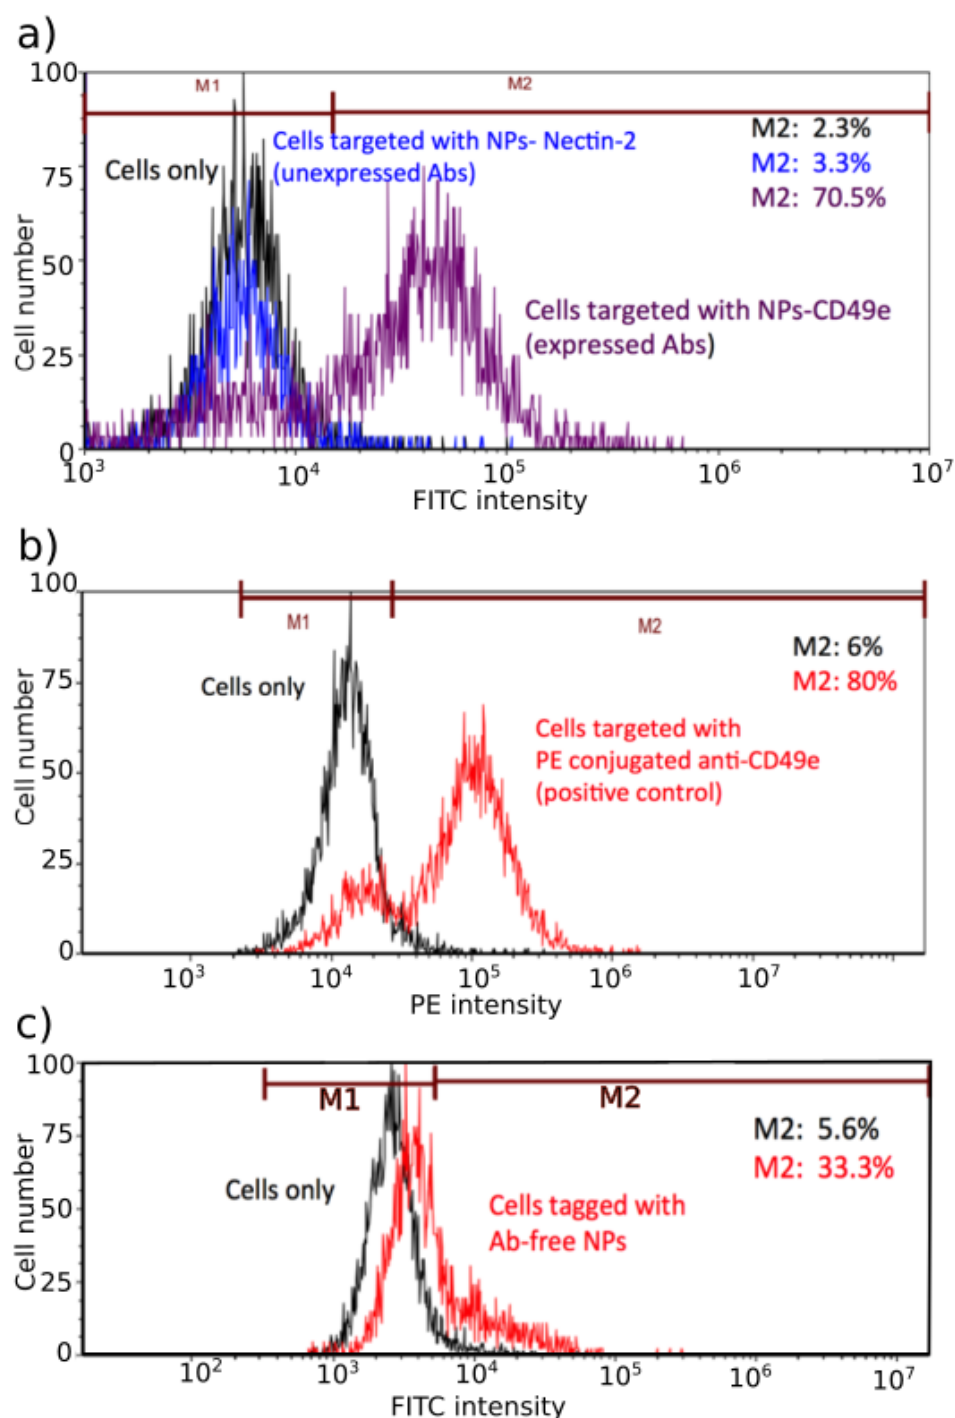 a)
100
M1
M2
Cells targeted with NPs- Nectin-2
(unexpressed Abs)
Cells only
M2: 2.3%
M2: 3.3%
M2: 70.5%
75
50
25
0
Cell number
Cells targeted with NPs-CD49e
(expressed Abs)
10³ 10⁴ 10⁵ 10⁶ 10⁷
FITC intensity
b)
100
M1
M2
M2: 6%
M2: 80%
Cells only
75
50
25
0
Cell number
Cells targeted with
PE conjugated anti-CD49e
(positive control)
10³ 10⁴ 10⁵ 10⁶ 10⁷
PE intensity
c)
100
M1
M2
M2: 5.6%
M2: 33.3%
75
50
25
0
Cell number
Cells only
Cells tagged with
Ab-free NPs
10² 10³ 10⁴ 10⁵ 10⁶ 10⁷
FITC intensity